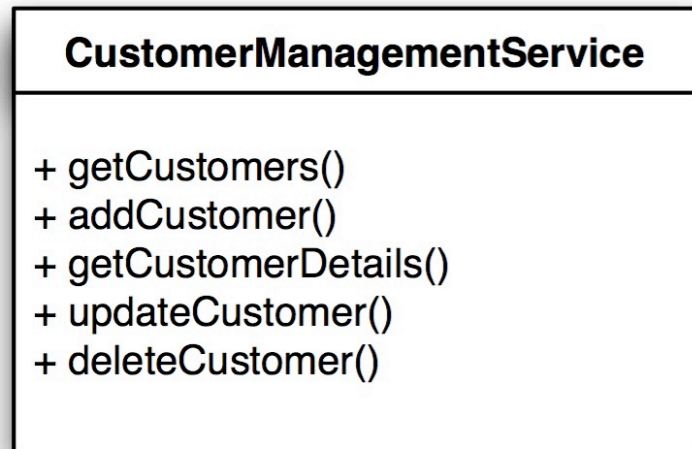 CustomerManagementService
+ getCustomers()
+ addCustomer()
+ getCustomerDetails()
+ updateCustomer()
+ deleteCustomer()